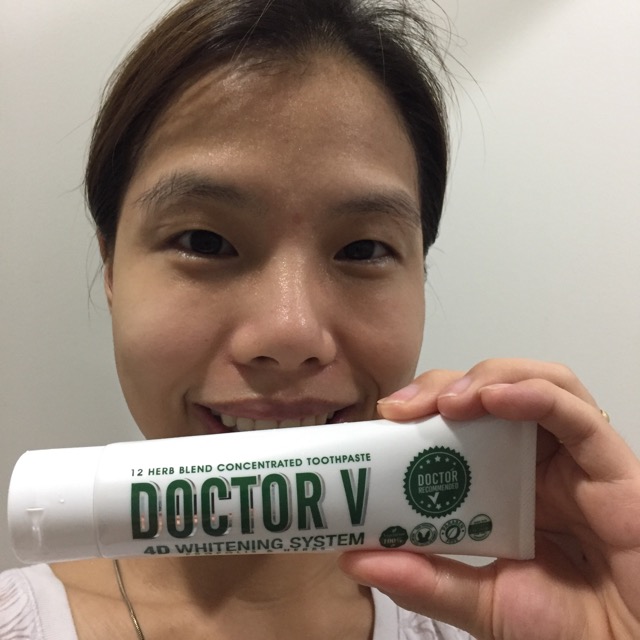 12 HERB BLEND CONCENTRATED TOOTHPASTE
DOCTOR V
4D WHITENING SYSTEM
DOCTOR
RECOMMENDED